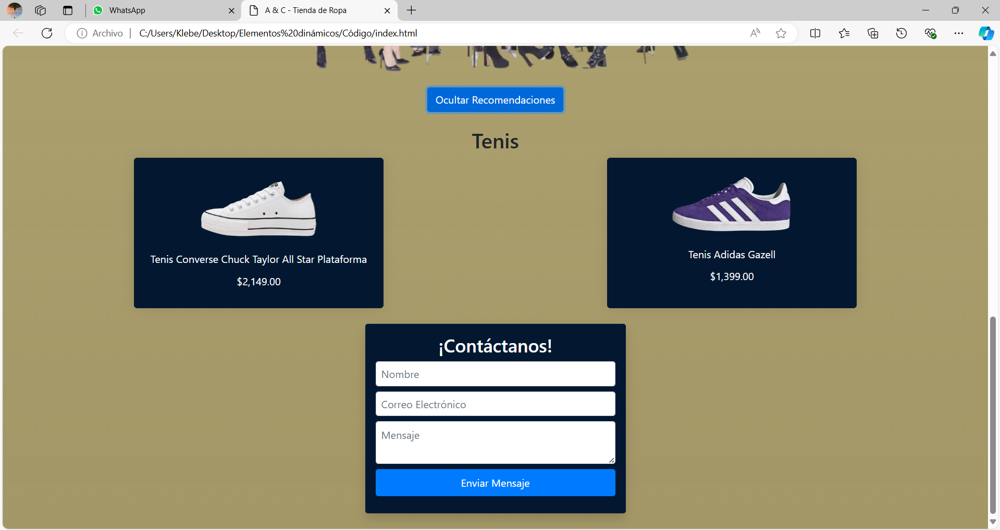 WhatsApp
A & C - Tienda de Ropa
Archivo
C:/Users/Klebe/Desktop/Elementos%20dinámicos/Código/index.html
Ocultar Recomendaciones
Tenis
Tenis Converse Chuck Taylor All Star Plataforma
$2,149.00
Tenis Adidas Gazell
$1,399.00
¡Contáctanos!
Nombre
Correo Electrónico
Mensaje
Enviar Mensaje